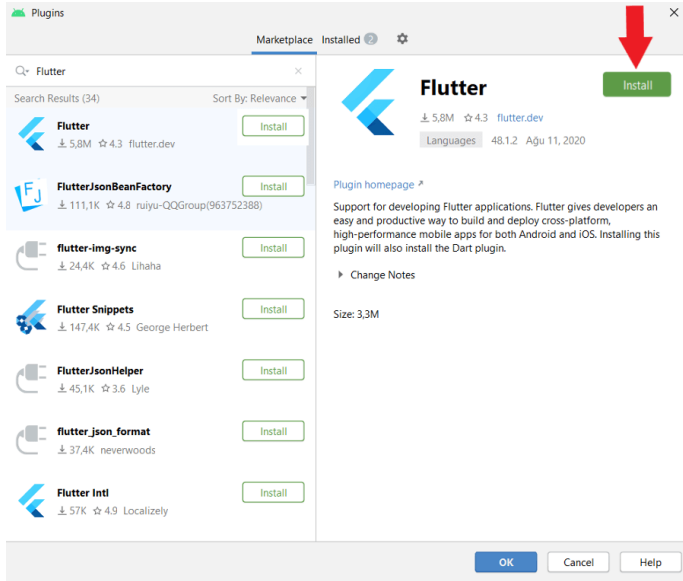 Plugins
Marketplace Installed 2
Flutter
Search Results (34) Sort By: Relevance
Flutter
5,8M 4.3 flutter.dev
Install
FlutterJsonBeanFactory
111,1K 4.8 ruiyu-QQGroup(963752388)
Install
flutter-img-sync
24,4K 4.6 Lihaha
Install
Flutter Snippets
147,4K 4.5 George Herbert
Install
FlutterJsonHelper
45,1K 3.6 Lyle
Install
flutter_json_format
37,4K neverwoods
Install
Flutter Intl
57K 4.9 Localizely
Install
Flutter
Install
5,8M 4.3 flutter.dev
Languages 48.1.2 Ağu 11, 2020
Plugin homepage
Support for developing Flutter applications. Flutter gives developers an
easy and productive way to build and deploy cross-platform,
high-performance mobile apps for both Android and iOS. Installing this
plugin will also install the Dart plugin.
Change Notes
Size: 3,3M
OK Cancel Help